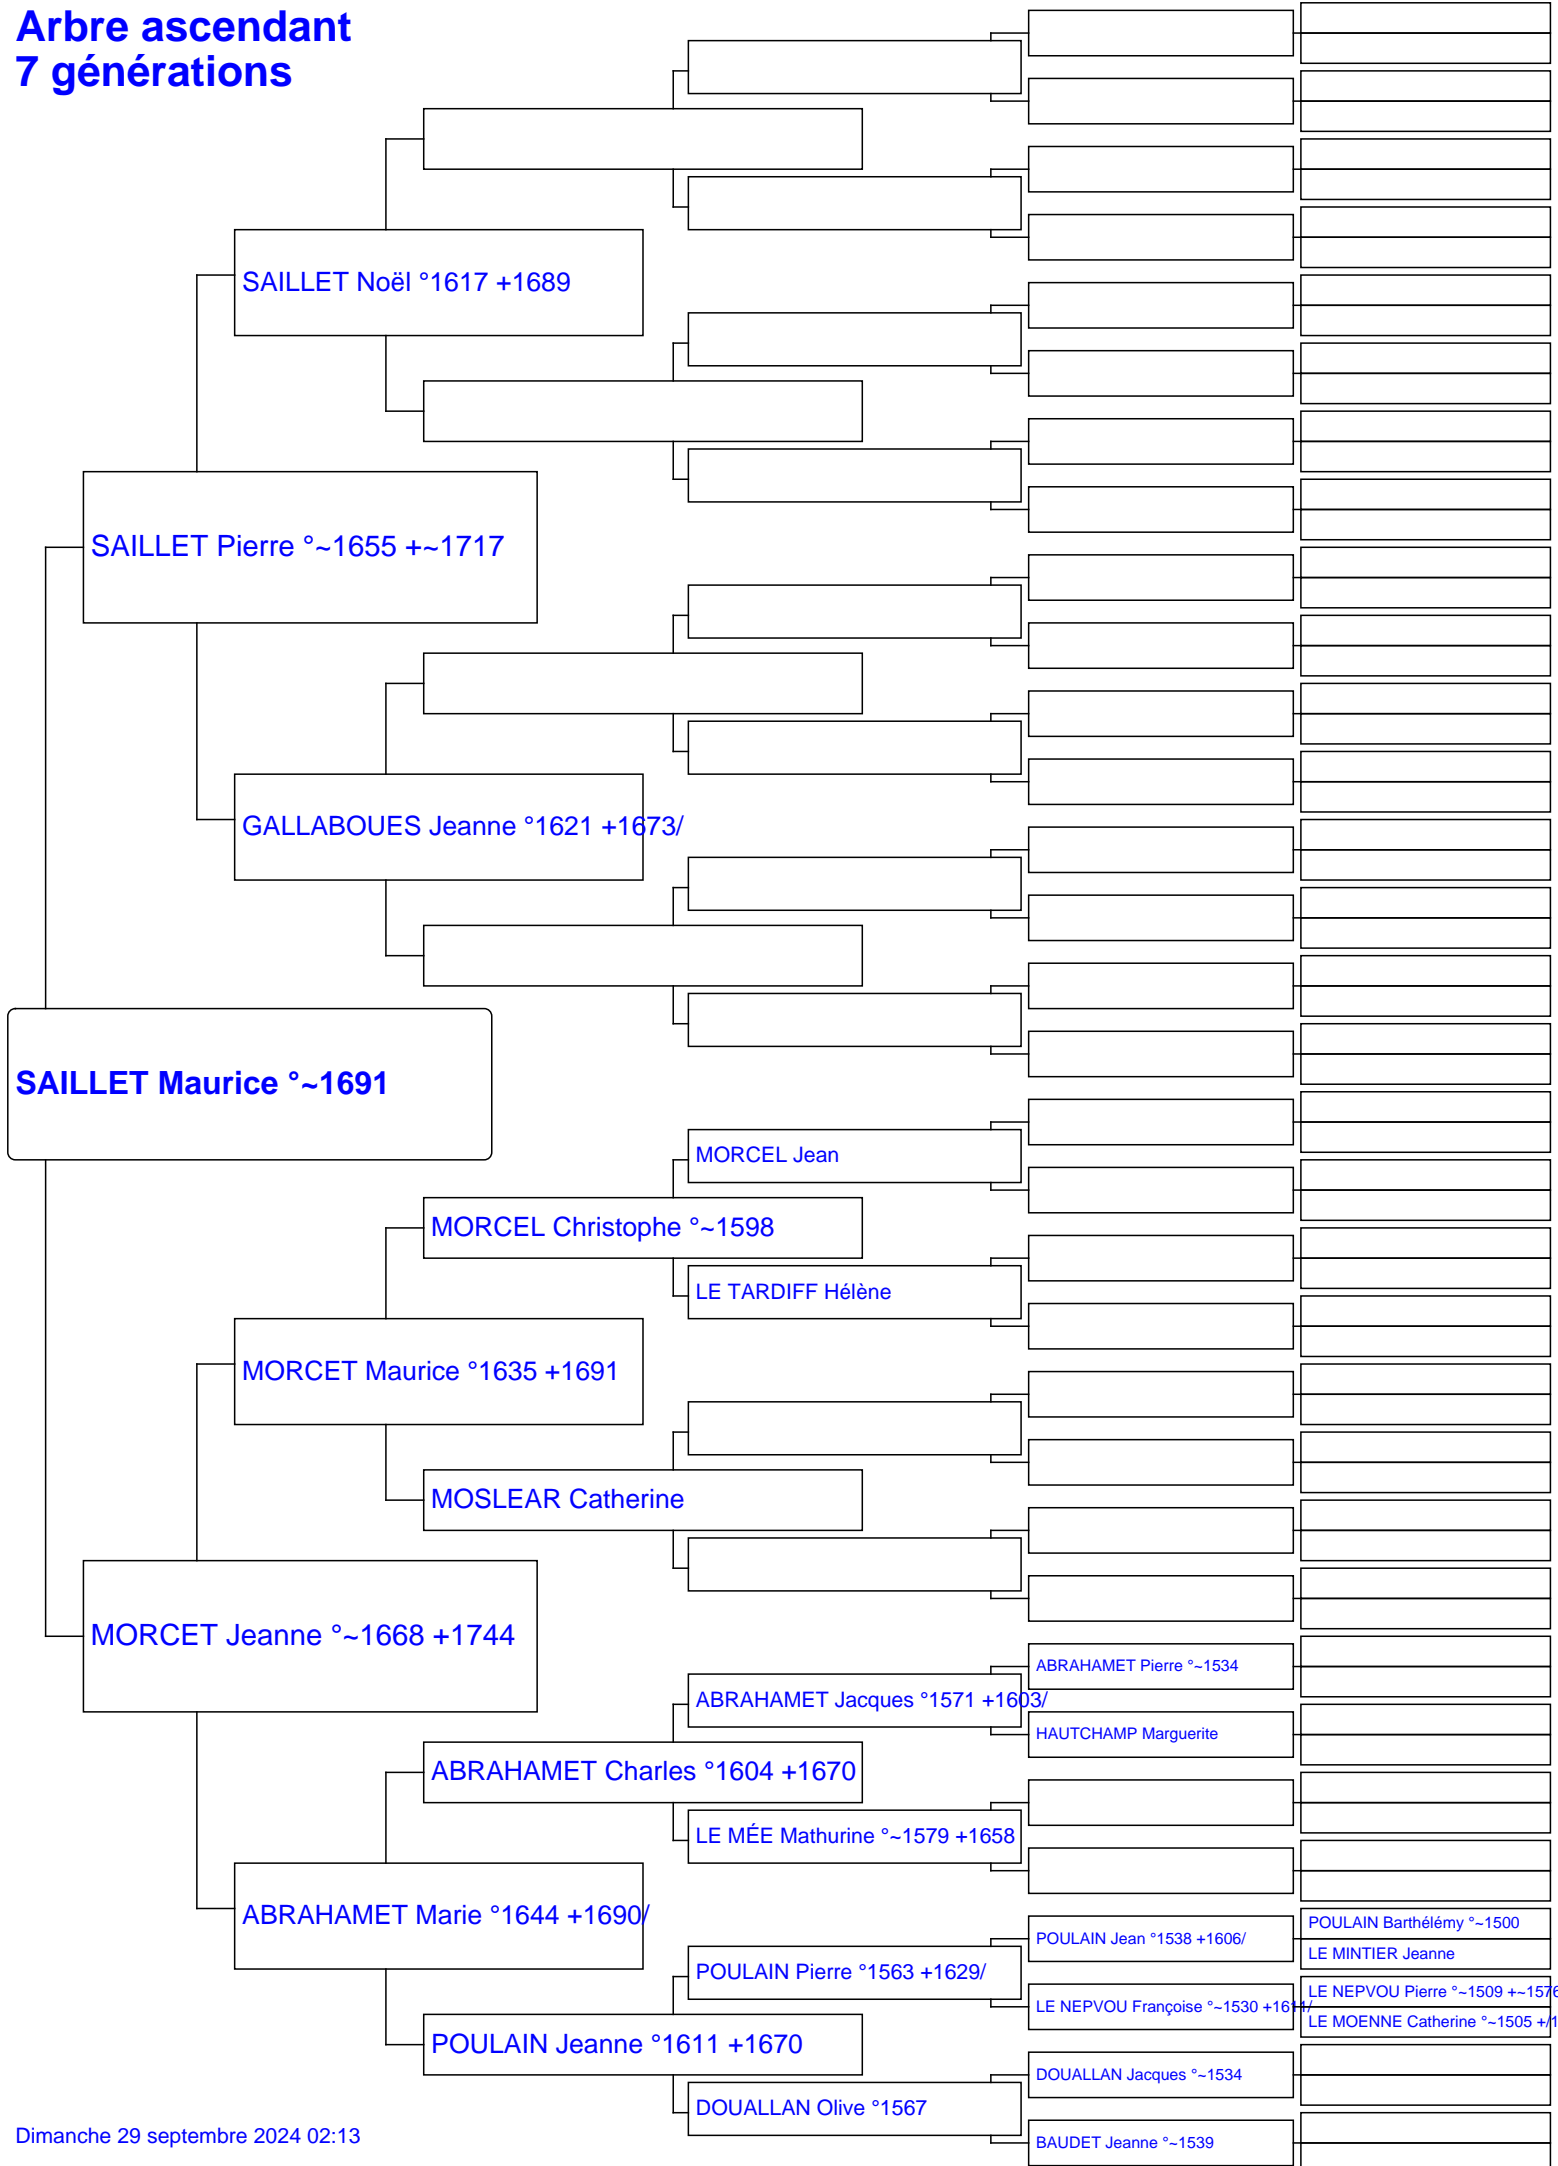 Arbre ascendant
7 générations
SAILLET Noël °1617 +1689
SAILLET Pierre °~1655 +~1717
GALLABOUES Jeanne °1621 +1673/
SAILLET Maurice °~1691
MORCEL Jean
MORCEL Christophe °~1598
LE TARDIFF Hélène
MORCET Maurice °1635 +1691
MOSLEAR Catherine
MORCET Jeanne °~1668 +1744
ABRAHAMET Pierre °~1534
ABRAHAMET Jacques °1571 +1603/
HAUTCHAMP Marguerite
ABRAHAMET Charles °1604 +1670
LE MÉE Mathurine °~1579 +1658
ABRAHAMET Marie °1644 +1690/
POULAIN Barthélémy °~1500
POULAIN Jean °1538 +1606/
LE MINTIER Jeanne
POULAIN Pierre °1563 +1629/
LE NEPVOU Pierre °~1509 +~1576
LE NEPVOU Françoise °~1530 +1611/
LE MOENNE Catherine °~1505 +/1
POULAIN Jeanne °1611 +1670
DOUALLAN Jacques °~1534
DOUALLAN Olive °1567
BAUDET Jeanne °~1539
Dimanche 29 septembre 2024 02:13